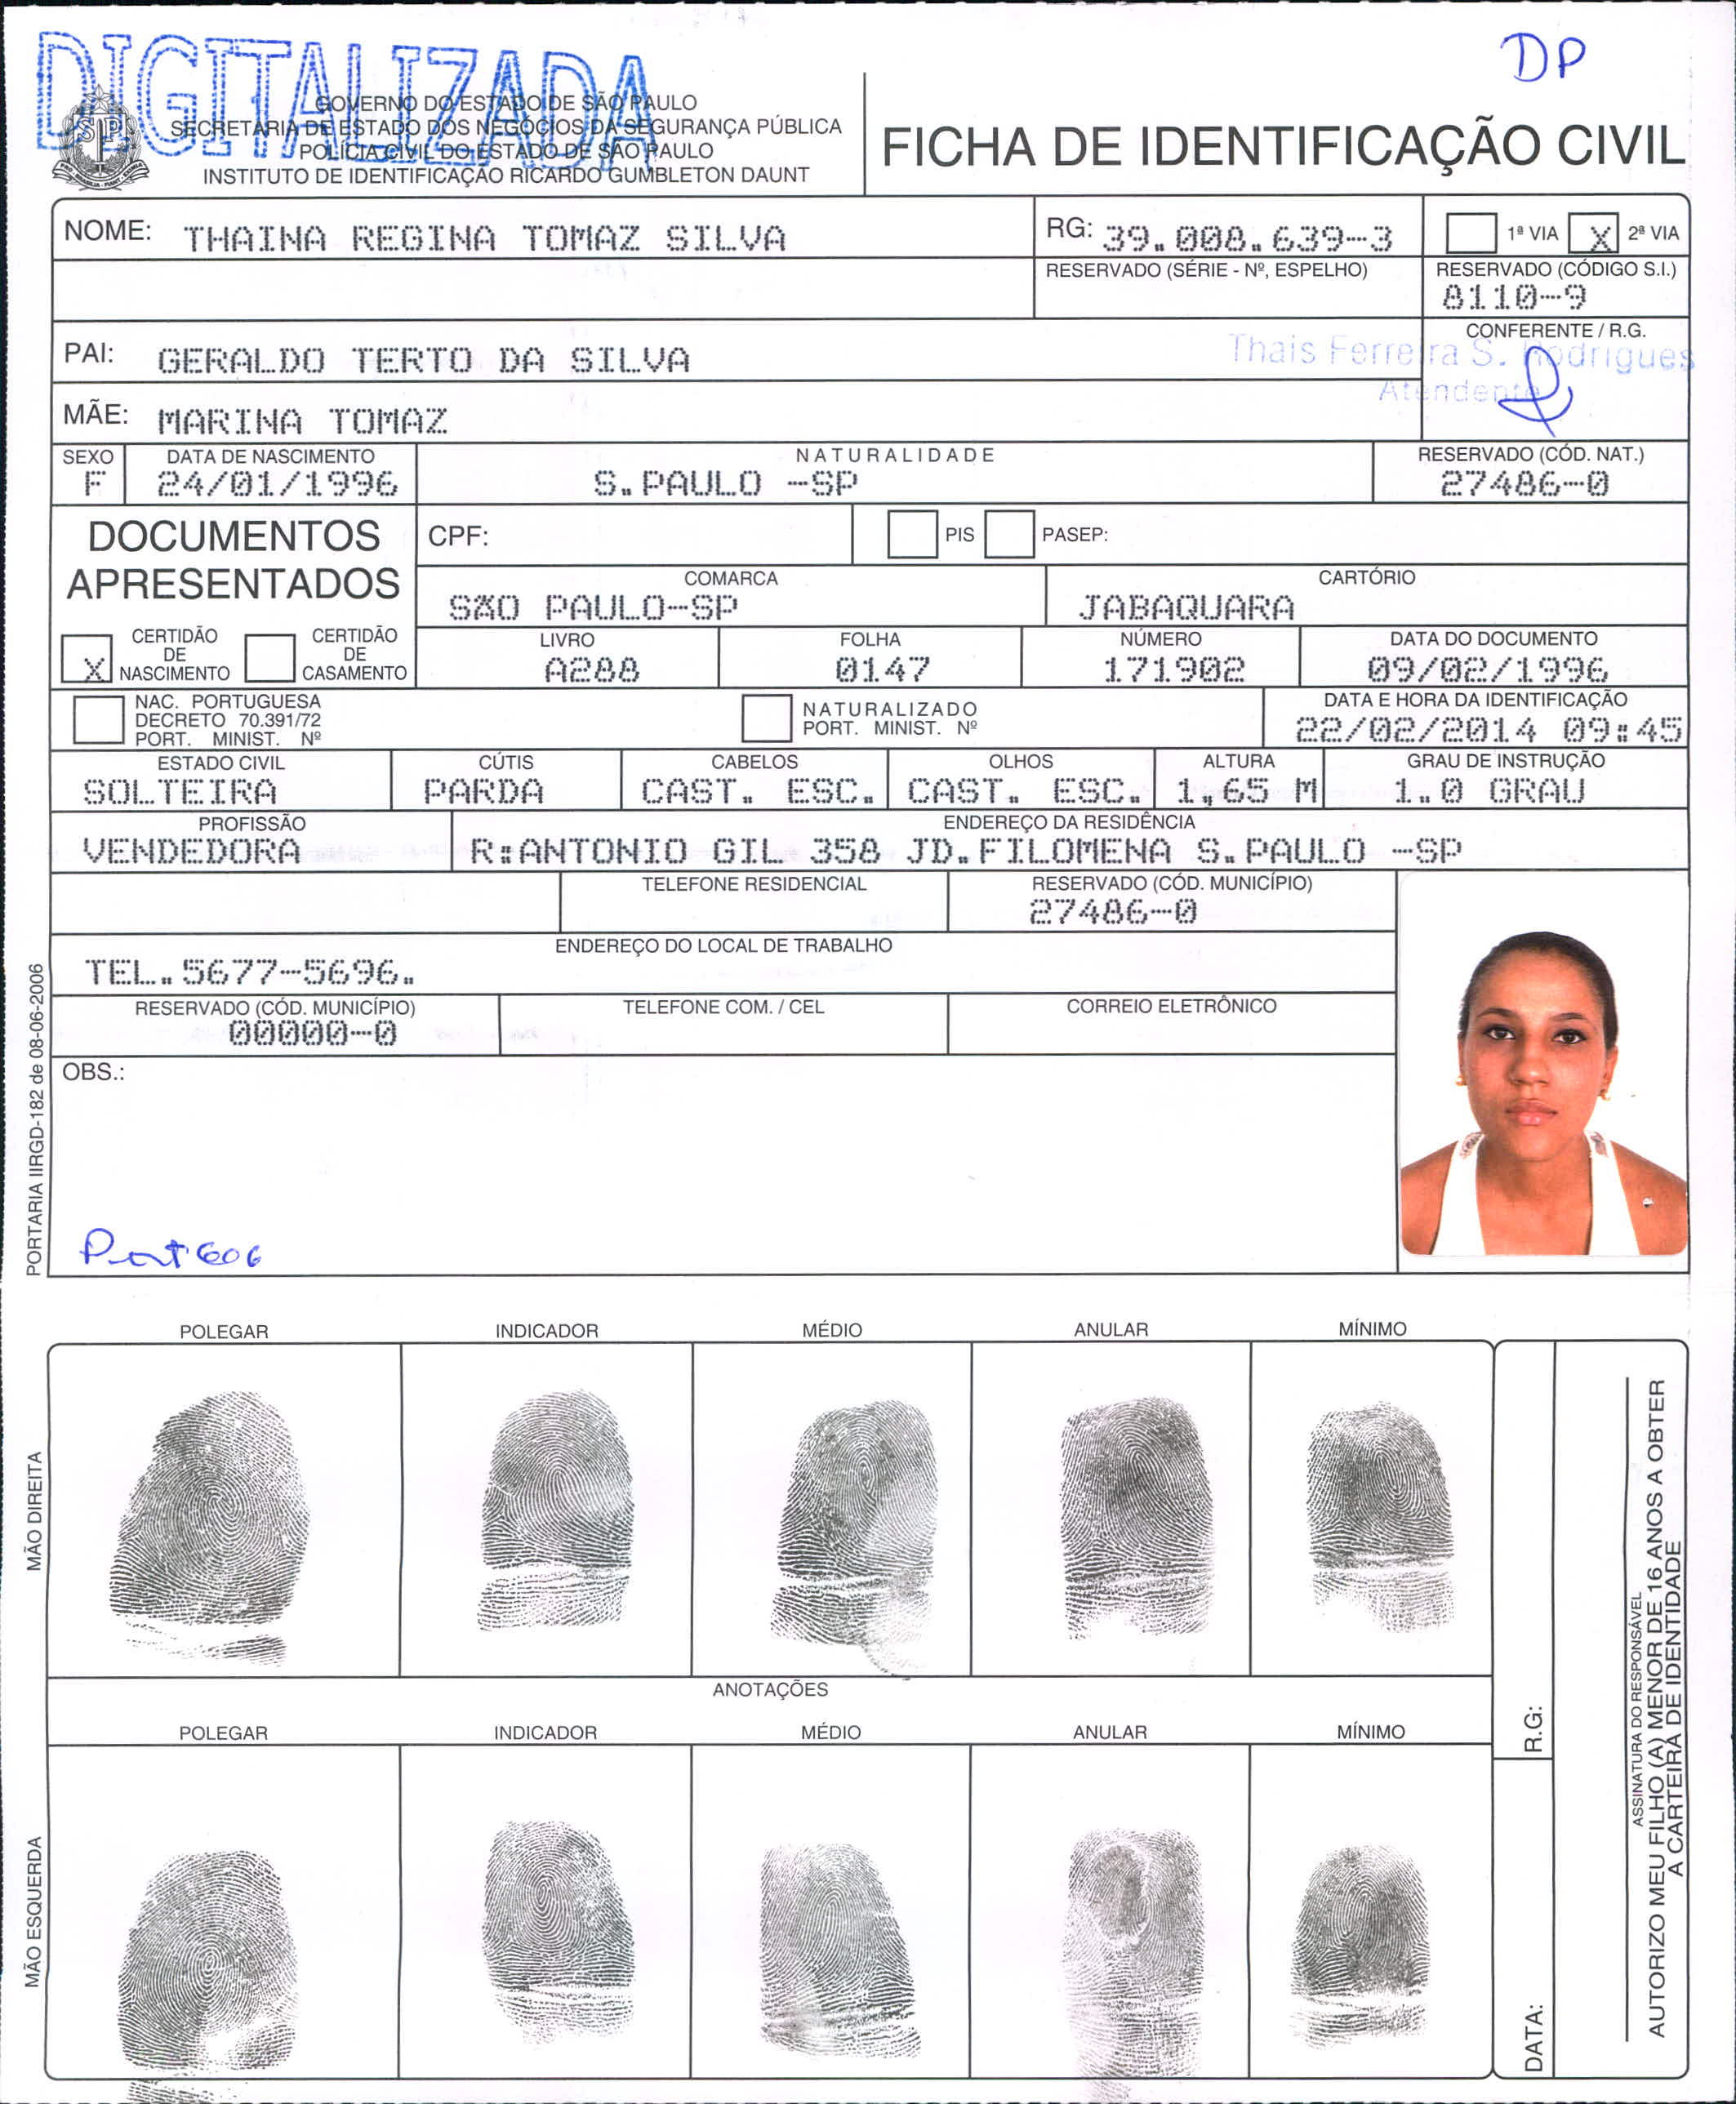 DIGITALIZADA
DP
GOVERNO DO ESTADO DE SÃO PAULO
SECRETARIA DE ESTADO DOS NEGÓCIOS DA SEGURANÇA PÚBLICA
POLÍCIA CIVIL DO ESTADO DE SÃO PAULO
INSTITUTO DE IDENTIFICAÇÃO RICARDO GUMBLETON DAUNT
FICHA DE IDENTIFICAÇÃO CIVIL
NOME: THAINA REGINA TOMAZ SILVA RG: 39.008.639-3 1ª VIA X 2ª VIA
RESERVADO (SÉRIE - Nº, ESPELHO) RESERVADO (CÓDIGO S.I.)
8110-9
CONFERENTE / R.G.
PAI: GERALDO TERTO DA SILVA Thais Ferreira S. Rodrigues
Atendente
MÃE: MARINA TOMAZ
SEXO DATA DE NASCIMENTO NATURALIDADE RESERVADO (CÓD. NAT.)
F 24/01/1996 S.PAULO -SP 27486-0
DOCUMENTOS APRESENTADOS
CPF: PIS PASEP:
COMARCA CARTÓRIO
SÃO PAULO-SP JABAQUARA
X CERTIDÃO DE NASCIMENTO CERTIDÃO DE CASAMENTO
LIVRO FOLHA NÚMERO DATA DO DOCUMENTO
A288 0147 171902 09/02/1996
NAC. PORTUGUESA
DECRETO 70.391/72
PORT. MINIST. Nº
NATURALIZADO
PORT. MINIST. Nº
DATA E HORA DA IDENTIFICAÇÃO
22/02/2014 09:45
ESTADO CIVIL CÚTIS CABELOS OLHOS ALTURA GRAU DE INSTRUÇÃO
SOLTEIRA PARDA CAST. ESC. CAST. ESC. 1,65 M 1.0 GRAU
PROFISSÃO ENDEREÇO DA RESIDÊNCIA
VENDEDORA R:ANTONIO GIL 358 JD.FILOMENA S.PAULO -SP
TELEFONE RESIDENCIAL RESERVADO (CÓD. MUNICÍPIO)
27486-0
ENDEREÇO DO LOCAL DE TRABALHO
TEL.5677-5696.
RESERVADO (CÓD. MUNICÍPIO) TELEFONE COM. / CEL CORREIO ELETRÔNICO
00000-0
OBS.:
PORTARIA IIRGD-182 de 08-06-2006
POLEGAR INDICADOR MÉDIO ANULAR MÍNIMO
MÃO DIREITA
ANOTAÇÕES
POLEGAR INDICADOR MÉDIO ANULAR MÍNIMO
MÃO ESQUERDA
R.G:
DATA:
ASSINATURA DO RESPONSÁVEL
AUTORIZO MEU FILHO (A) MENOR DE 16 ANOS A OBTER
A CARTEIRA DE IDENTIDADE